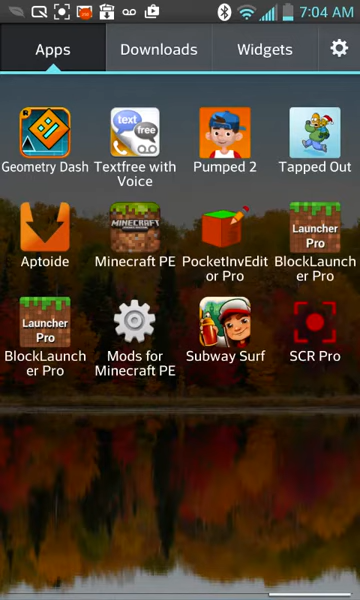 7:04 AM
Apps Downloads Widgets
text
free
MINECRAFT
Launcher
Pro
Launcher
Pro
Geometry Dash
Textfree with
Voice
Pumped 2
Tapped Out
Aptoide
Minecraft PE
PocketInvEdit
or Pro
BlockLaunch
er Pro
BlockLaunch
er Pro
Mods for
Minecraft PE
Subway Surf
SCR Pro